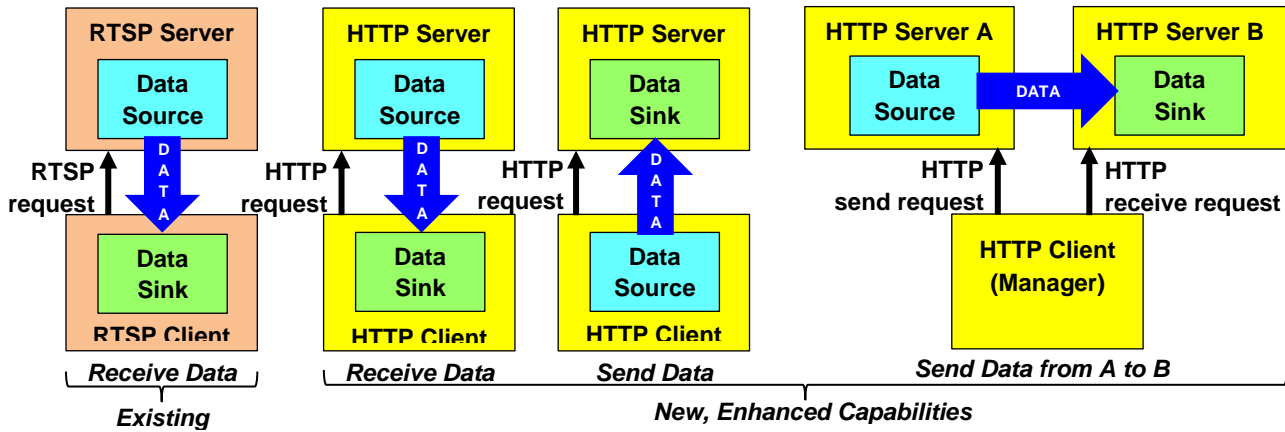 RTSP Server
Data
Source
DATA
RTSP
request
Data
Sink
RTSP Client
Receive Data
Existing
HTTP Server
Data
Source
DATA
HTTP
request
Data
Sink
HTTP Client
Receive Data
HTTP Server
Data
Sink
DATA
HTTP
request
Data
Source
HTTP Client
Send Data
HTTP Server A
Data
Source
DATA
HTTP Server B
Data
Sink
HTTP
send request
HTTP
receive request
HTTP Client
(Manager)
Send Data from A to B
New, Enhanced Capabilities